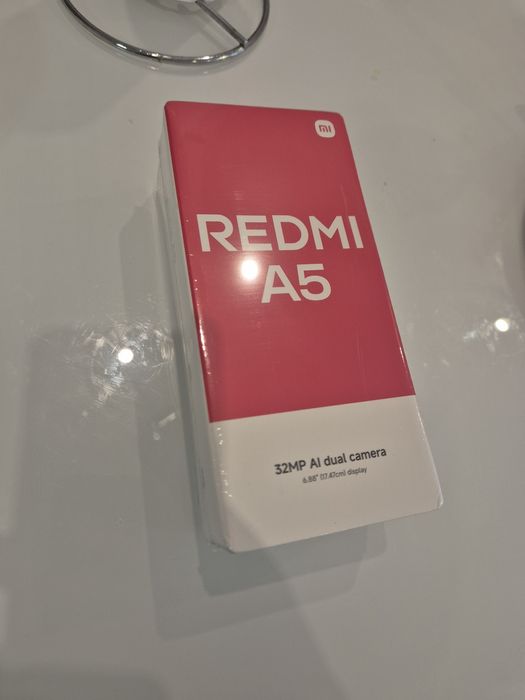 mi
REDMI
A5
32MP AI dual camera
6.88" (17.47cm) display